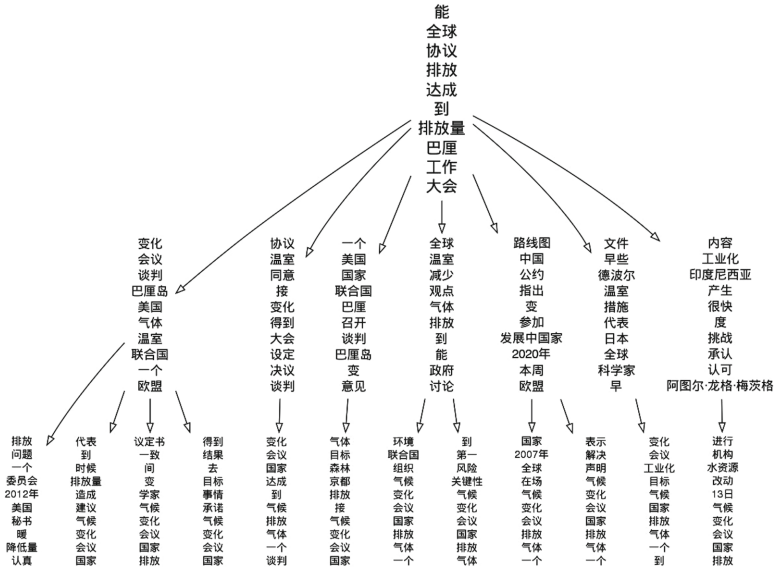 能
全球
协议
排放
达成
到
排放量
巴厘
工作
大会
变化
会议
谈判
巴厘岛
美国
气体
温室
联合国
一个
欧盟
协议
温室
同意
接
变化
得到
大会
设定
决议
谈判
一个
美国
国家
联合国
巴厘
召开
谈判
巴厘岛
变
意见
全球
温室
减少
观点
气体
排放
到
能
政府
讨论
路线图
中国
公约
指出
变
参加
发展中国家
2020年
本周
欧盟
文件
早些
德波尔
温室
措施
代表
日本
全球
科学家
早
内容
工业化
印度尼西亚
产生
很快
度
挑战
承认
认可
阿图尔·龙格·梅茨格
排放
问题
一个
委员会
2012年
美国
秘书
暖
降低量
认真
代表
到
时候
排放量
造成
建议
气候
变化
会议
国家
议定书
一致
间
变
学家
气候
变化
会议
国家
排放
得到
结果
去
目标
事情
承诺
气候
变化
会议
国家
变化
会议
国家
达成
到
气候
排放
气体
一个
谈判
气体
目标
森林
京都
排放
接
气候
变化
会议
国家
环境
联合国
组织
气候
变化
会议
国家
排放
气体
一个
到
第一
风险
关键性
气候
变化
会议
国家
排放
气体
国家
2007年
全球
在场
气候
变化
会议
排放
气体
一个
表示
解决
声明
气候
变化
会议
国家
排放
气体
一个
变化
会议
工业化
目标
气候
国家
排放
气体
一个
到
进行
机构
水资源
改动
13日
气候
变化
会议
国家
排放